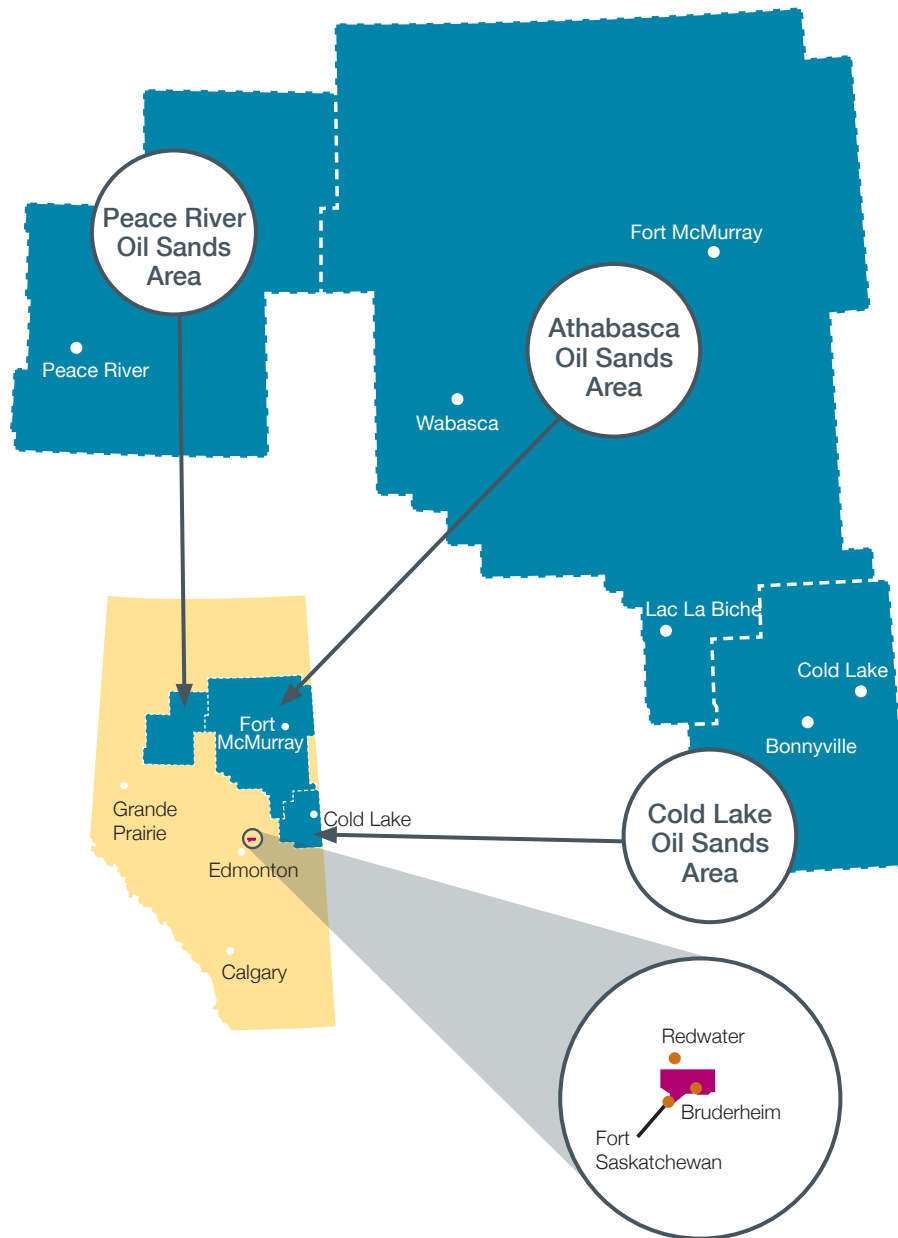 Peace River
Oil Sands
Area
Fort McMurray
Athabasca
Oil Sands
Area
Peace River
Wabasca
Lac La Biche
Cold Lake
Bonnyville
Fort
McMurray
Grande
Prairie
Cold Lake
Cold Lake
Oil Sands
Area
Edmonton
Calgary
Redwater
Bruderheim
Fort
Saskatchewan